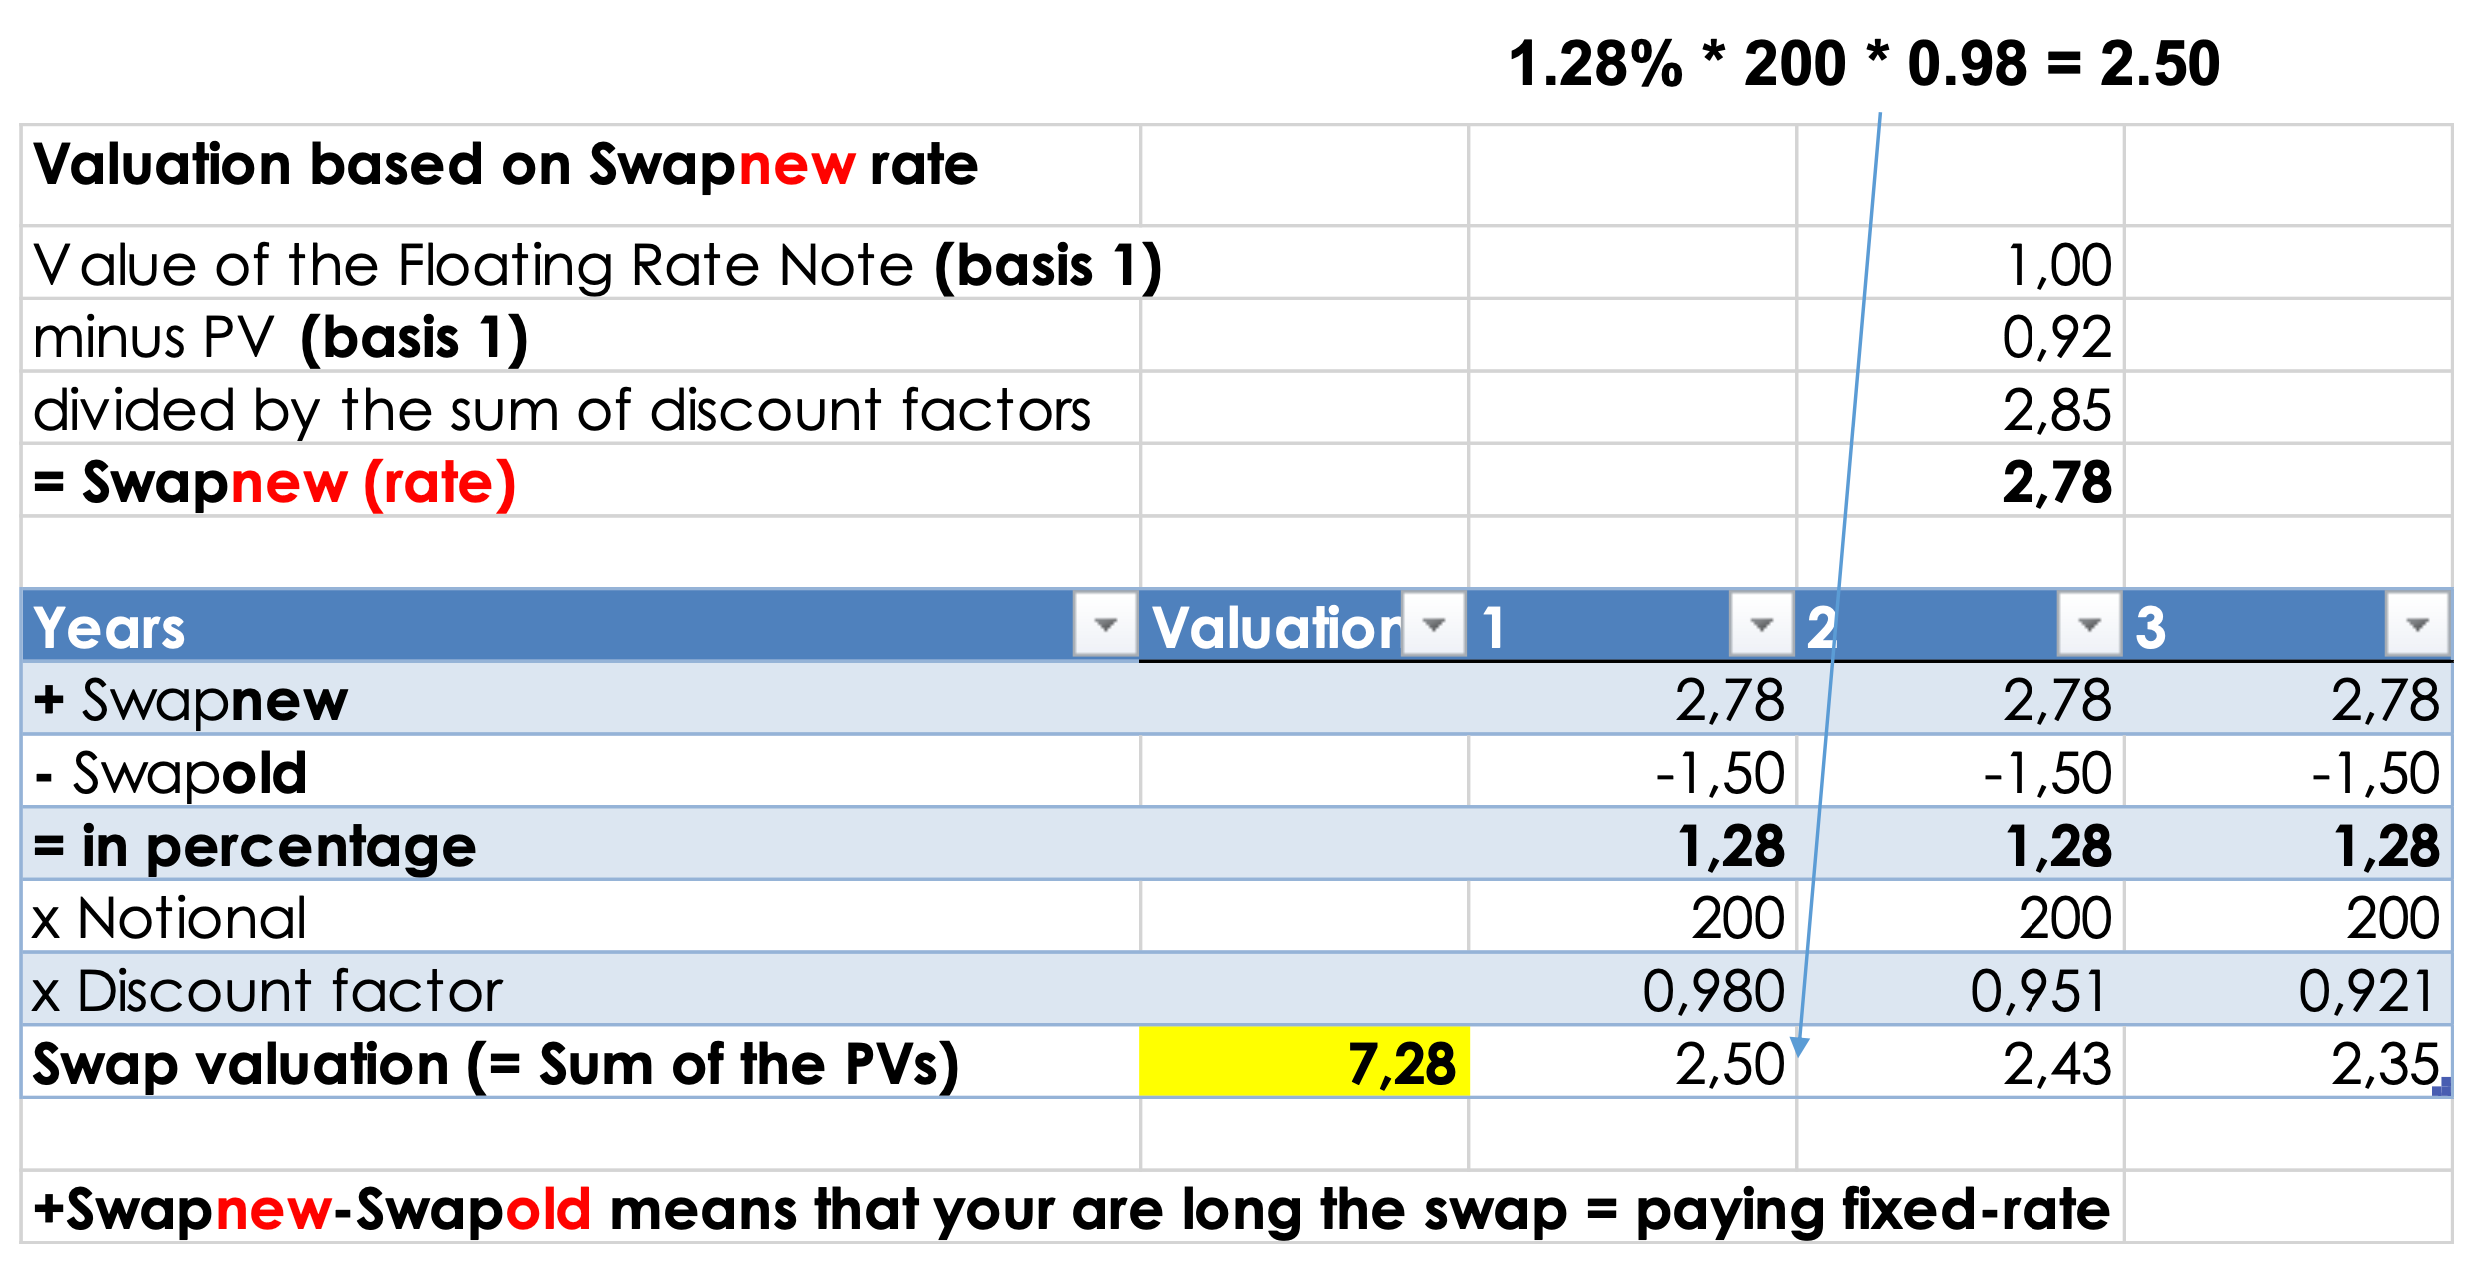 1.28% * 200 * 0.98 = 2.50
Valuation based on Swapnew rate
Value of the Floating Rate Note (basis 1) 1,00
minus PV (basis 1) 0,92
divided by the sum of discount factors 2,85
= Swapnew (rate) 2,78
Years Valuation 1 2 3
+ Swapnew 2,78 2,78 2,78
- Swapold -1,50 -1,50 -1,50
= in percentage 1,28 1,28 1,28
x Notional 200 200 200
x Discount factor 0,980 0,951 0,921
Swap valuation (= Sum of the PVs) 7,28 2,50 2,43 2,35
+Swapnew-Swapold means that your are long the swap = paying fixed-rate